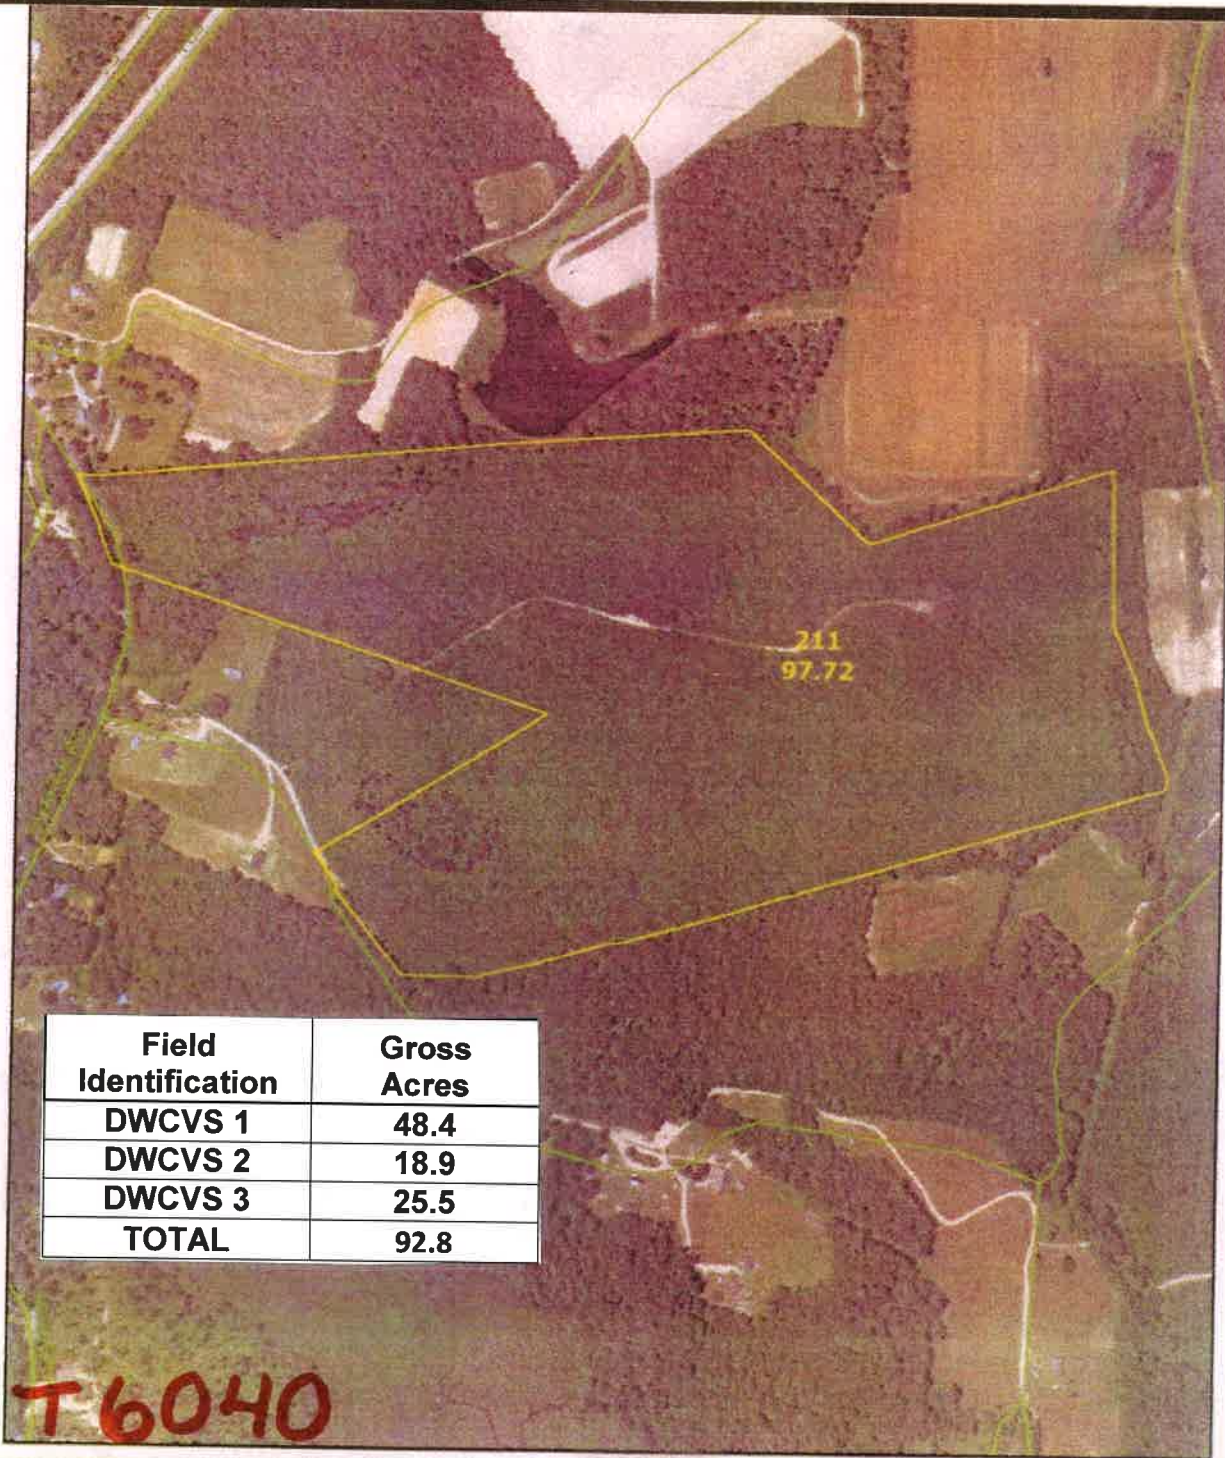 211
97.72
Field Identification Gross Acres
DWCVS 1 48.4
DWCVS 2 18.9
DWCVS 3 25.5
TOTAL 92.8
T6040